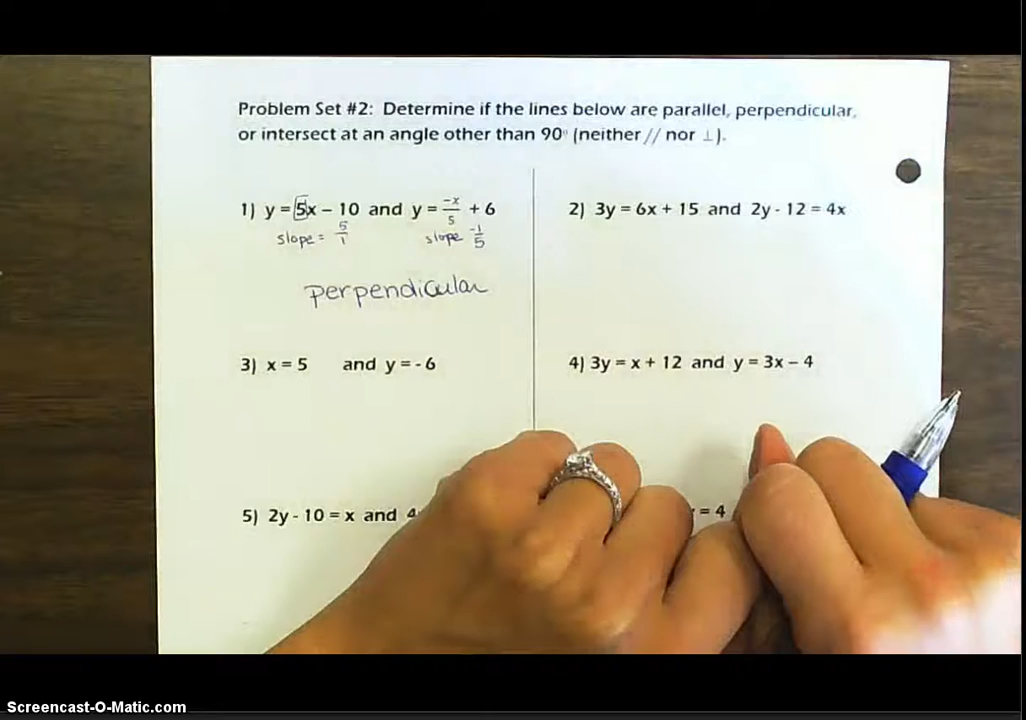 Problem Set #2: Determine if the lines below are parallel, perpendicular,
or intersect at an angle other than 90° (neither // nor ⊥).
1) y = 5x – 10 and y = -x/5 + 6
slope = 5/1 slope -1/5
perpendicular
2) 3y = 6x + 15 and 2y - 12 = 4x
3) x = 5 and y = - 6
4) 3y = x + 12 and y = 3x – 4
5) 2y - 10 = x and 4
= 4
Screencast-O-Matic.com